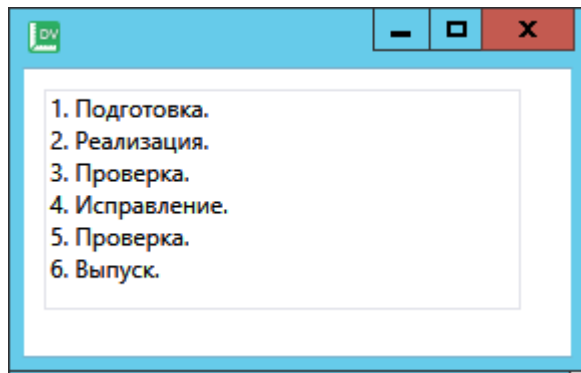 DV
1. Подготовка.
2. Реализация.
3. Проверка.
4. Исправление.
5. Проверка.
6. Выпуск.